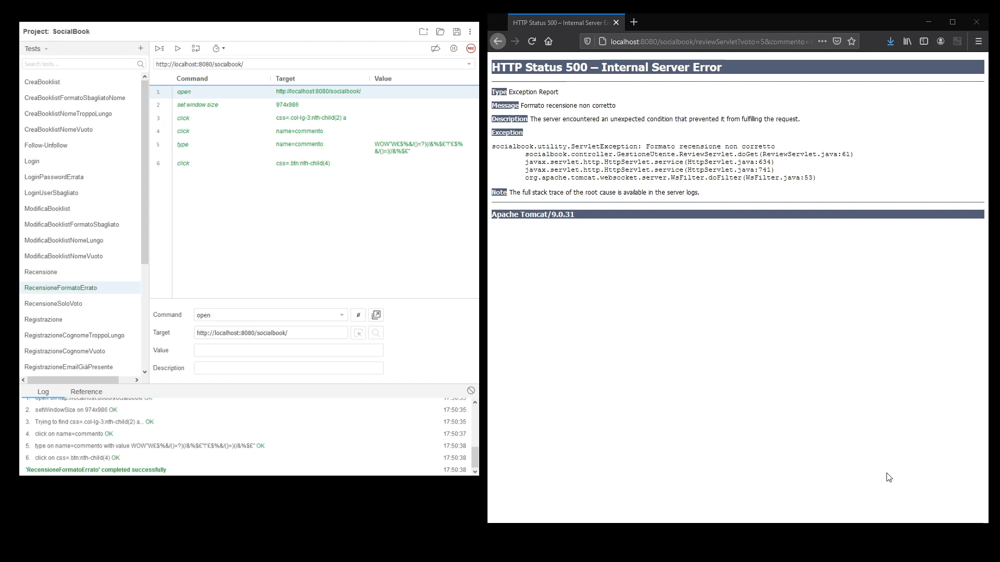 Project: SocialBook
Tests
Search tests...
CreaBooklist
CreaBooklistFormatoSbagliatoNome
CreaBooklistNomeTroppoLungo
CreaBooklistNomeVuoto
Follow-Unfollow
Login
LoginPasswordErrata
LoginUserSbagliato
ModificaBooklist
ModificaBooklistFormatoSbagliato
ModificaBooklistNomeLungo
ModificaBooklistNomeVuoto
Recensione
RecensioneFormatoErrato
RecensioneSoloVoto
Registrazione
RegistrazioneCognomeTroppoLungo
RegistrazioneCognomeVuoto
RegistrazioneEmailGiàPresente
REC
http://localhost:8080/socialbook/
Command Target Value
1 open http://localhost:8080/socialbook/
2 set window size 974x986
3 click css=.col-lg-3:nth-child(2) a
4 click name=commento
5 type name=commento WOW"W£$%&/()=?)(/&%$£"!"£$%
&/()=)(/&%$£"
6 click css=.btn:nth-child(4)
Command open //
Target http://localhost:8080/socialbook/
Value
Description
Log Reference
1. open on http://localhost:8080/socialbook/ OK 17:50:35
2. setWindowSize on 974x986 OK 17:50:35
3. Trying to find css=.col-lg-3:nth-child(2) a... OK 17:50:35
4. click on name=commento OK 17:50:37
5. type on name=commento with value WOW"W£$%&/()=?)(/&%$£"!"£$%&/()=)(/&%$£" OK 17:50:38
6. click on css=.btn:nth-child(4) OK 17:50:38
'RecensioneFormatoErrato' completed successfully 17:50:38
HTTP Status 500 – Internal Server Er
localhost:8080/socialbook/reviewServlet?voto=5&commento=
HTTP Status 500 – Internal Server Error
Type Exception Report
Message Formato recensione non corretto
Description The server encountered an unexpected condition that prevented it from fulfilling the request.
Exception
socialbook.utility.ServletException: Formato recensione non corretto
socialbook.controller.GestioneUtente.ReviewServlet.doGet(ReviewServlet.java:61)
javax.servlet.http.HttpServlet.service(HttpServlet.java:634)
javax.servlet.http.HttpServlet.service(HttpServlet.java:741)
org.apache.tomcat.websocket.server.WsFilter.doFilter(WsFilter.java:53)
Note The full stack trace of the root cause is available in the server logs.
Apache Tomcat/9.0.31